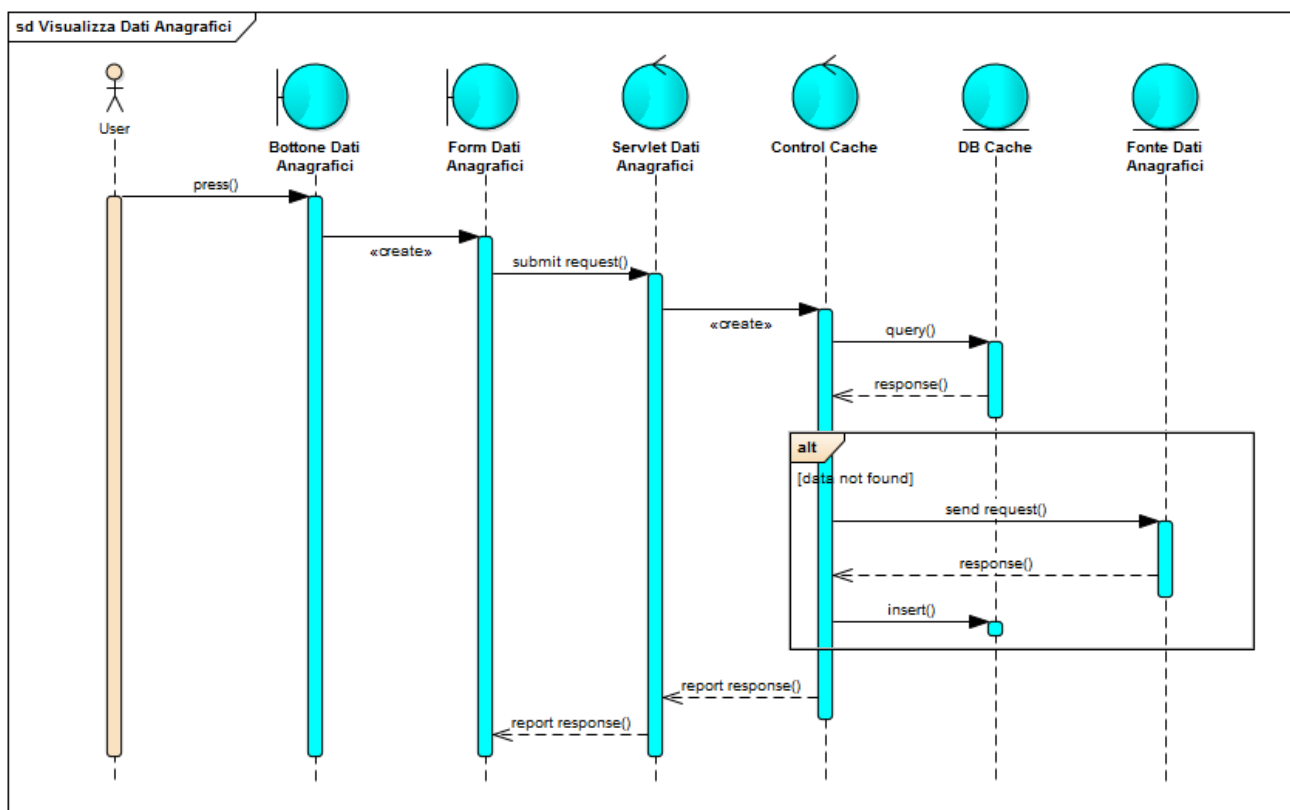 sd Visualizza Dati Anagrafici
User
Bottone Dati
Anagrafici
Form Dati
Anagrafici
Servlet Dati
Anagrafici
Control Cache
DB Cache
Fonte Dati
Anagrafici
press()
«create»
submit request()
«create»
query()
response()
alt
[data not found]
send request()
response()
insert()
report response()
report response()